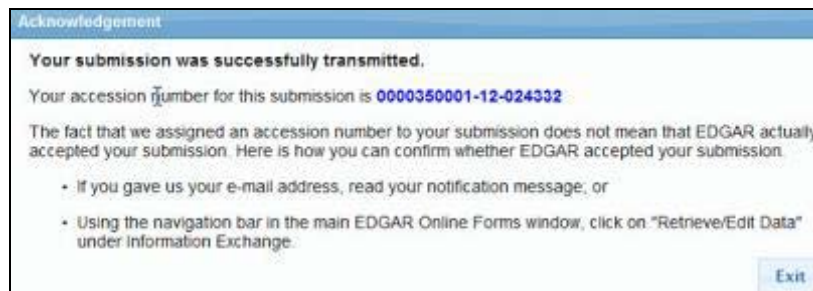 Acknowledgement
Your submission was successfully transmitted.
Your accession number for this submission is 0000350001-12-024332
The fact that we assigned an accession number to your submission does not mean that EDGAR actually
accepted your submission. Here is how you can confirm whether EDGAR accepted your submission.
• If you gave us your e-mail address, read your notification message; or
• Using the navigation bar in the main EDGAR Online Forms window, click on "Retrieve/Edit Data"
under Information Exchange.
Exit